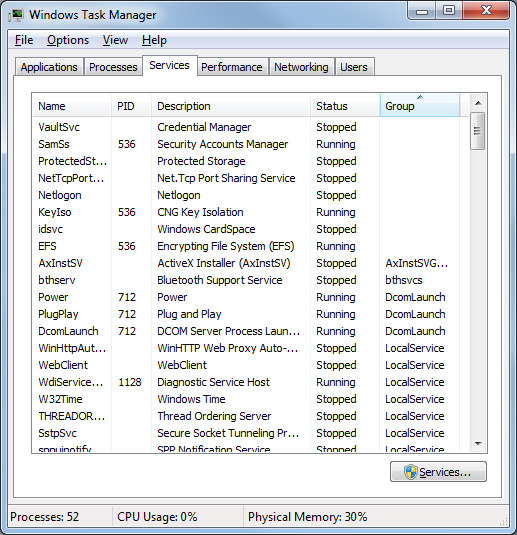 Windows Task Manager
File Options View Help
Applications Processes Services Performance Networking Users
Name PID Description Status Group
VaultSvc Credential Manager Stopped
SamSs 536 Security Accounts Manager Running
ProtectedSt... Protected Storage Stopped
NetTcpPort... Net.Tcp Port Sharing Service Stopped
Netlogon Netlogon Stopped
KeyIso 536 CNG Key Isolation Running
idsvc Windows CardSpace Stopped
EFS 536 Encrypting File System (EFS) Running
AxInstSV ActiveX Installer (AxInstSV) Stopped AxInstSVG...
bthserv Bluetooth Support Service Stopped bthsvcs
Power 712 Power Running DcomLaunch
PlugPlay 712 Plug and Play Running DcomLaunch
DcomLaunch 712 DCOM Server Process Laun... Running DcomLaunch
WinHttpAut... WinHTTP Web Proxy Auto-... Stopped LocalService
WebClient WebClient Stopped LocalService
WdiService... 1128 Diagnostic Service Host Running LocalService
W32Time Windows Time Stopped LocalService
THREADOR... Thread Ordering Server Stopped LocalService
SstpSvc Secure Socket Tunneling Pr... Stopped LocalService
sppuinotify SPP Notification Service Stopped LocalService
Services...
Processes: 52 CPU Usage: 0% Physical Memory: 30%